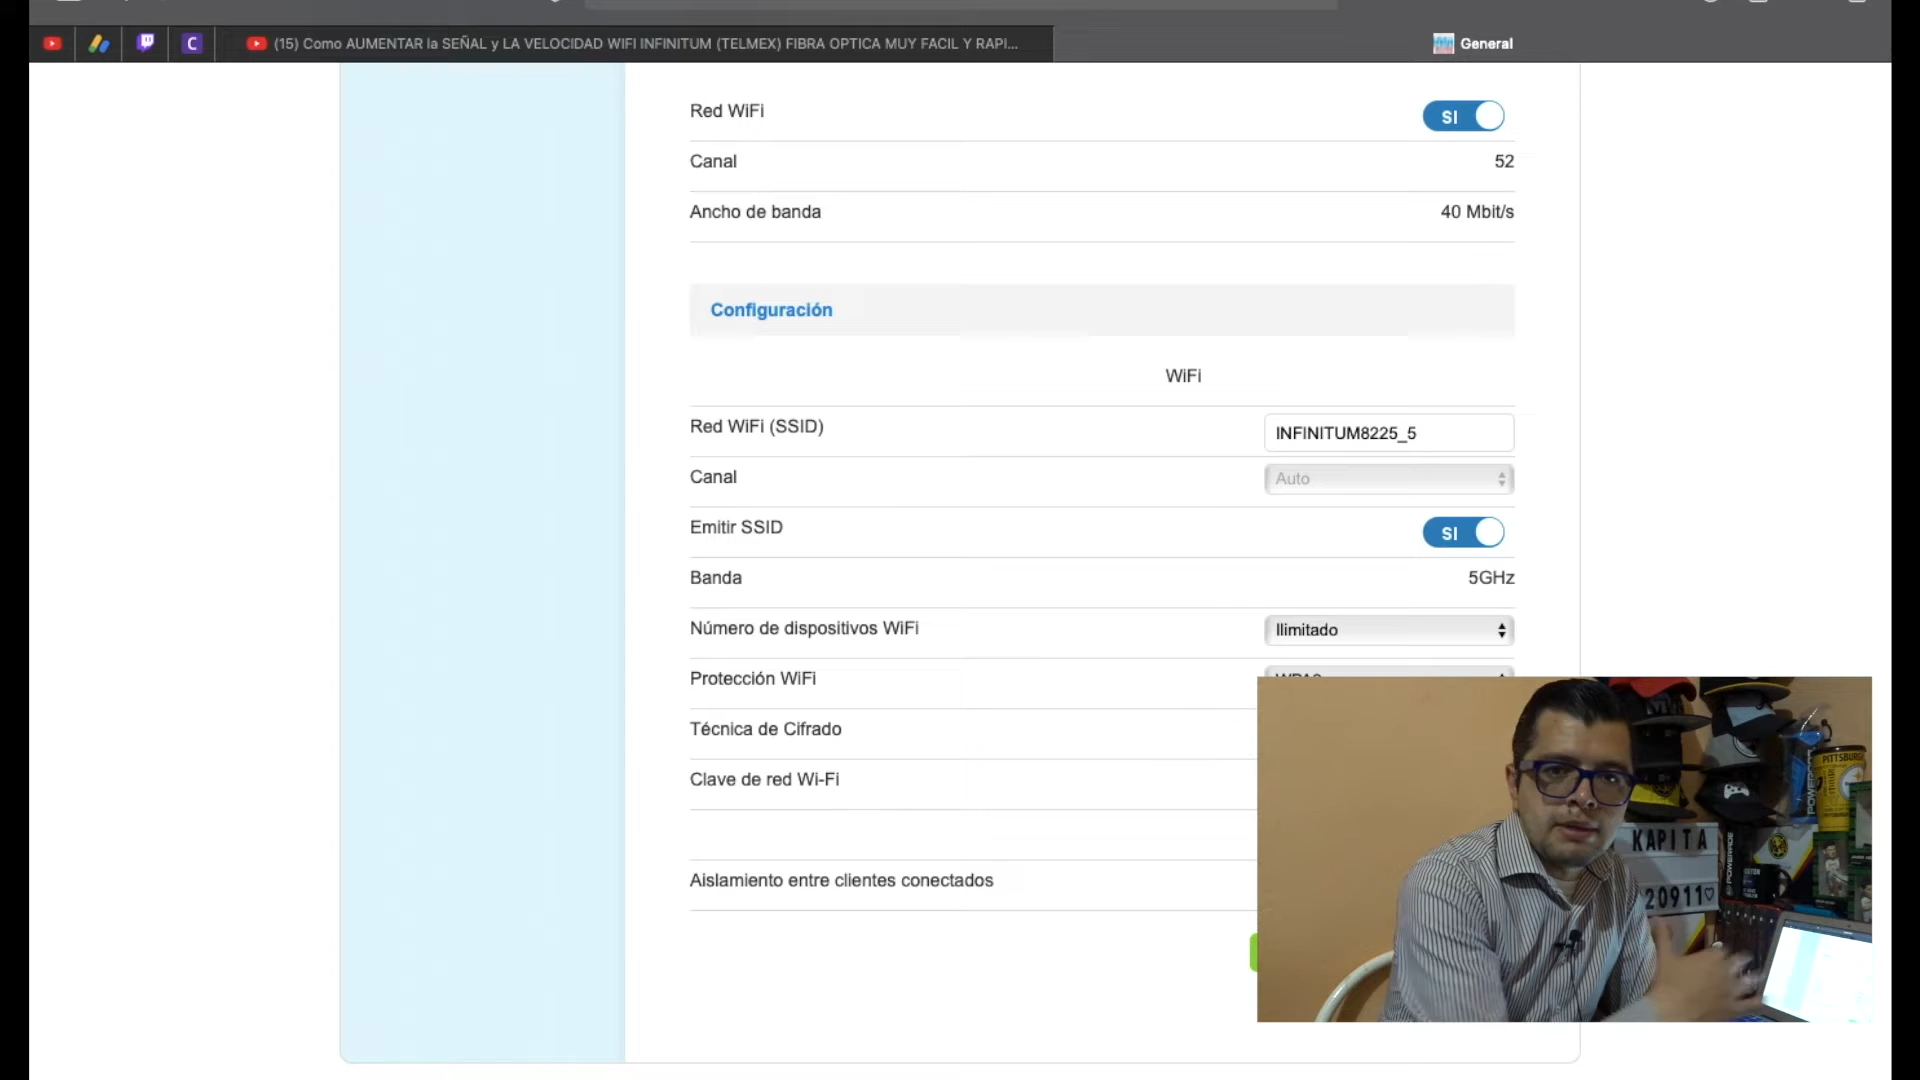 (15) Como AUMENTAR la SEÑAL y LA VELOCIDAD WIFI INFINITUM (TELMEX) FIBRA OPTICA MUY FACIL Y RAPI...
General
Red WiFi
SI
Canal
52
Ancho de banda
40 Mbit/s
Configuración
WiFi
Red WiFi (SSID)
INFINITUM8225_5
Canal
Auto
Emitir SSID
SI
Banda
5GHz
Número de dispositivos WiFi
Ilimitado
Protección WiFi
Técnica de Cifrado
Clave de red Wi-Fi
Aislamiento entre clientes conectados
PITTSBURGH
POWERADE
KAPITA
20911♡